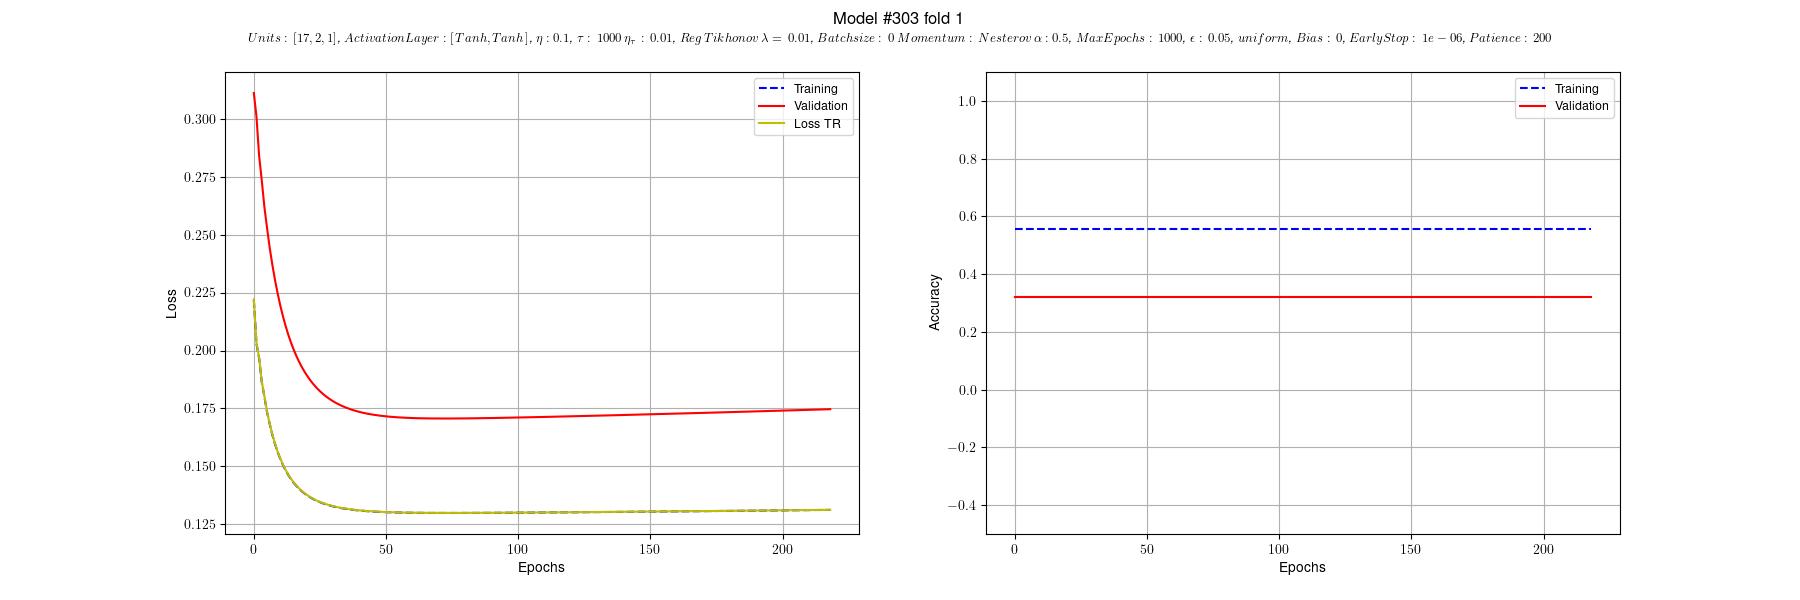 Model #303 fold 1
Units : [17, 2, 1], ActivationLayer : [Tanh, Tanh], η : 0.1, τ : 1000 η_τ : 0.01, Reg Tikhonov λ = 0.01, Batchsize : 0 Momentum : Nesterov α : 0.5, MaxEpochs : 1000, ϵ : 0.05, uniform, Bias : 0, EarlyStop : 1e − 06, Patience : 200
Training
Validation
Loss TR
0.300
0.275
0.250
0.225
0.200
0.175
0.150
0.125
Loss
0 50 100 150 200
Epochs
Training
Validation
1.0
0.8
0.6
0.4
0.2
0.0
−0.2
−0.4
Accuracy
0 50 100 150 200
Epochs